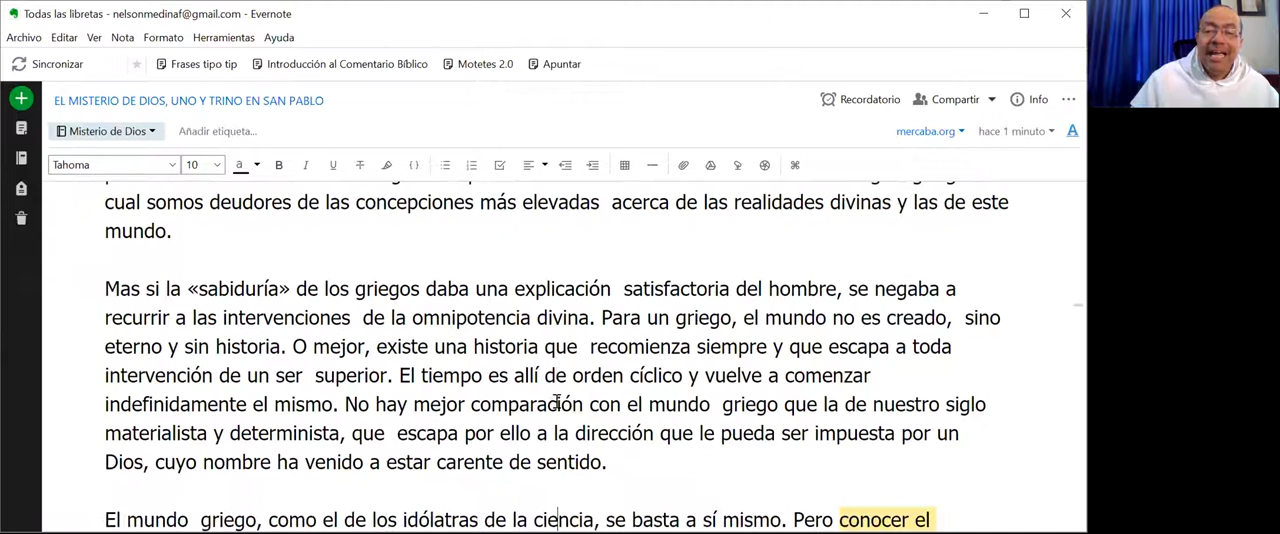 Todas las libretas - nelsonmedinaf@gmail.com - Evernote
Archivo Editar Ver Nota Formato Herramientas Ayuda
Sincronizar Frases tipo tip Introducción al Comentario Bíblico Motetes 2.0 Apuntar
EL MISTERIO DE DIOS, UNO Y TRINO EN SAN PABLO Recordatorio Compartir Info
Misterio de Dios Añadir etiqueta... mercaba.org hace 1 minuto
Tahoma 10
cual somos deudores de las concepciones más elevadas acerca de las realidades divinas y las de este
mundo.
Mas si la «sabiduría» de los griegos daba una explicación satisfactoria del hombre, se negaba a
recurrir a las intervenciones de la omnipotencia divina. Para un griego, el mundo no es creado, sino
eterno y sin historia. O mejor, existe una historia que recomienza siempre y que escapa a toda
intervención de un ser superior. El tiempo es allí de orden cíclico y vuelve a comenzar
indefinidamente el mismo. No hay mejor comparación con el mundo griego que la de nuestro siglo
materialista y determinista, que escapa por ello a la dirección que le pueda ser impuesta por un
Dios, cuyo nombre ha venido a estar carente de sentido.
El mundo griego, como el de los idólatras de la ciencia, se basta a sí mismo. Pero conocer el